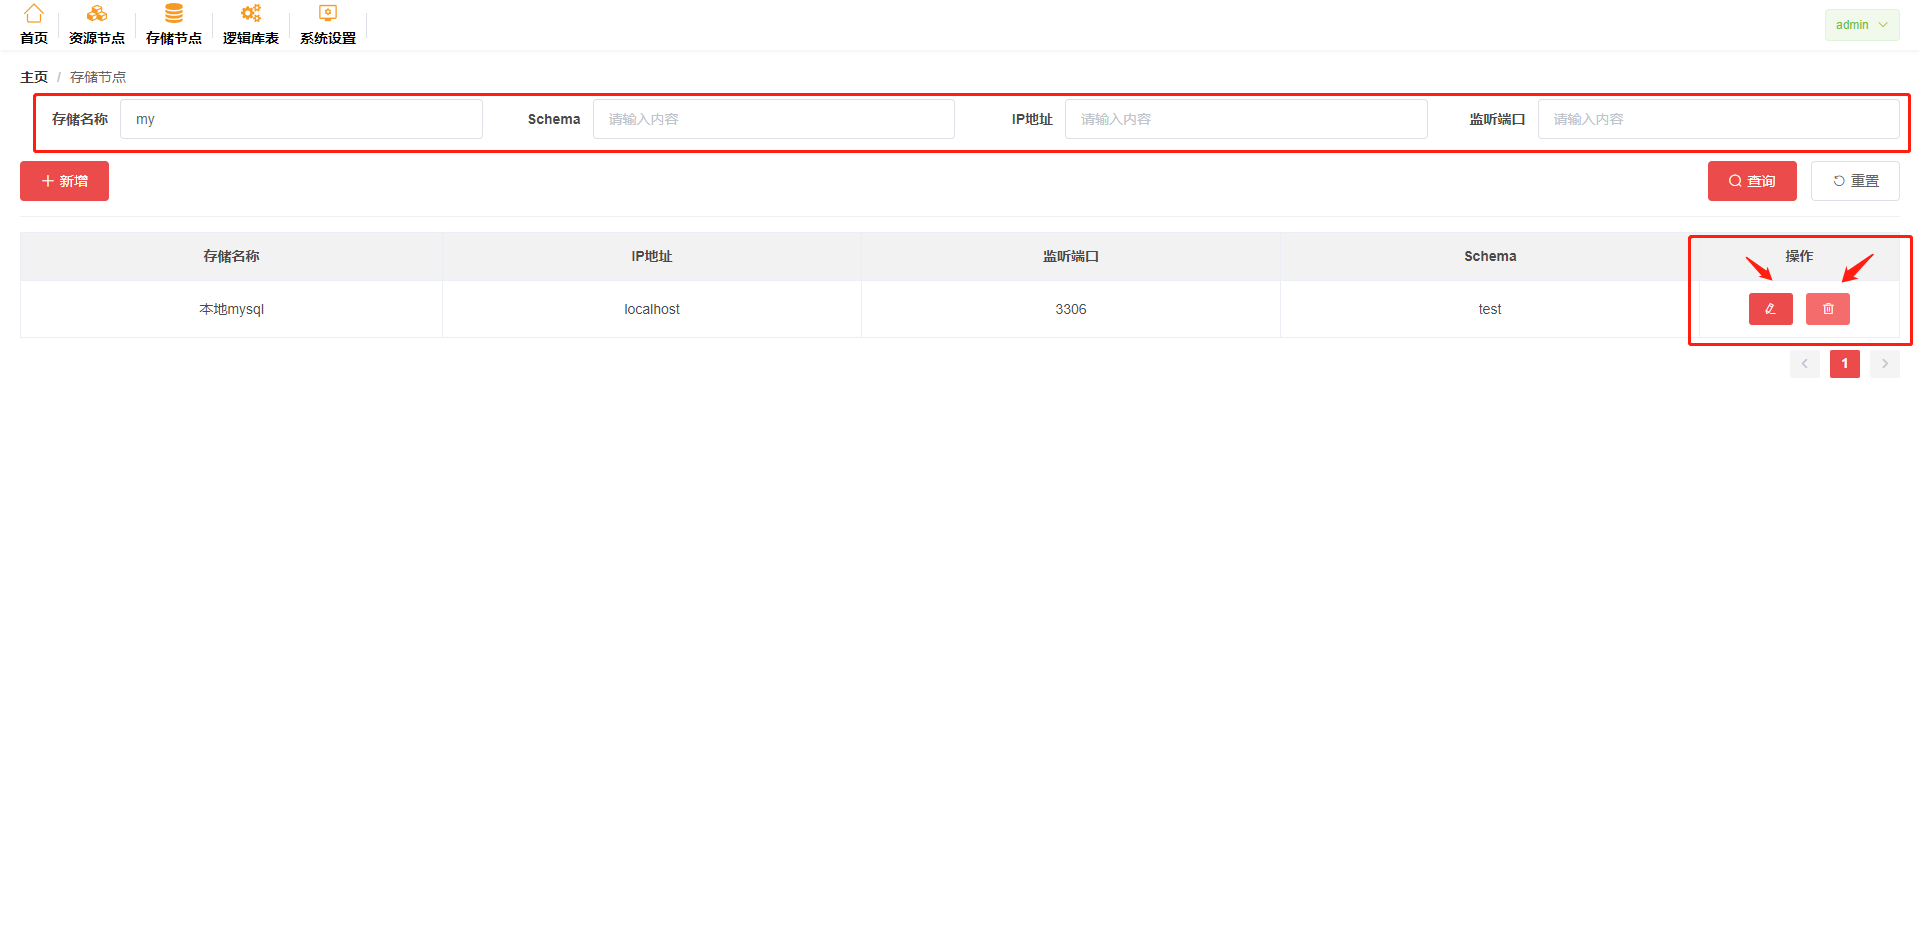 首页 资源节点 存储节点 逻辑库表 系统设置 admin
主页 / 存储节点
存储名称 my Schema 请输入内容 IP地址 请输入内容 监听端口 请输入内容
新增 查询 重置
存储名称 IP地址 监听端口 Schema 操作
本地mysql localhost 3306 test
1